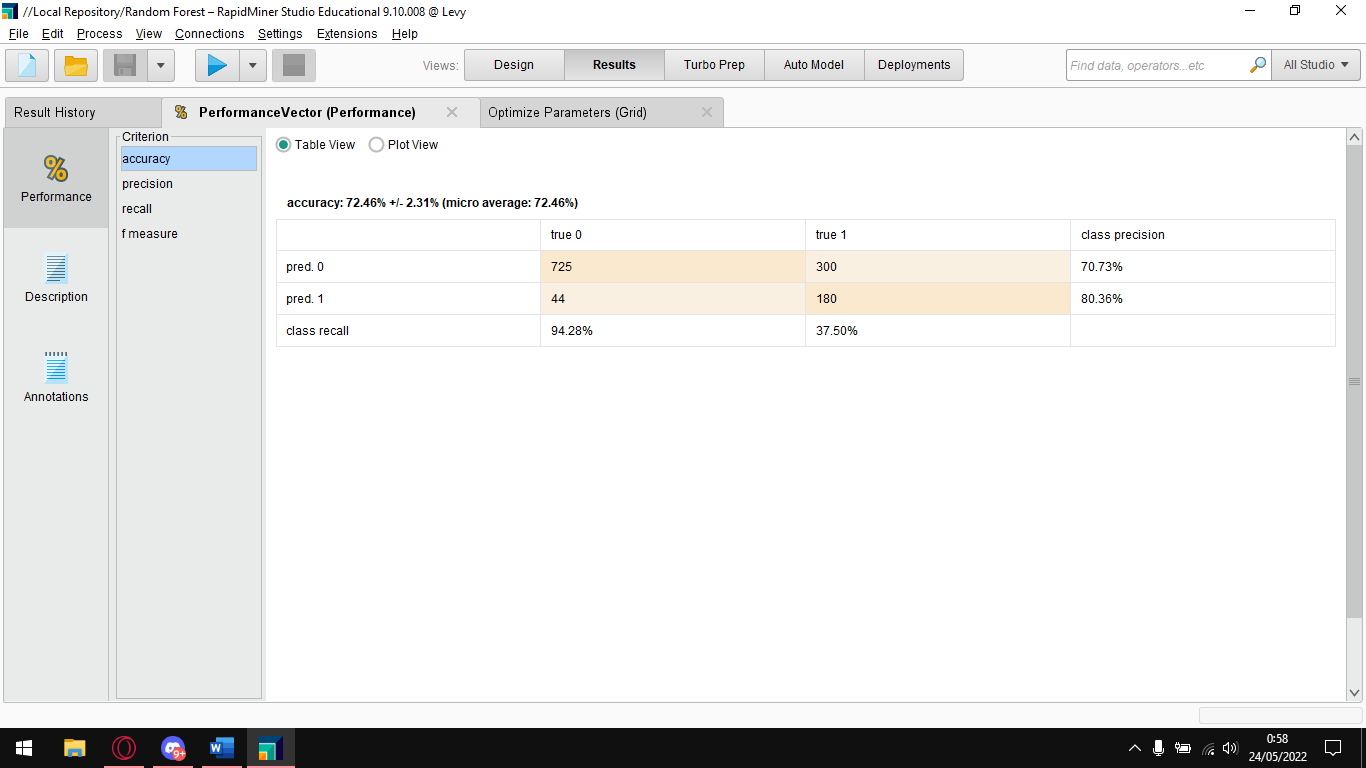 //Local Repository/Random Forest – RapidMiner Studio Educational 9.10.008 @ Levy
File Edit Process View Connections Settings Extensions Help
Views: Design Results Turbo Prep Auto Model Deployments Find data, operators...etc All Studio
Result History % PerformanceVector (Performance) Optimize Parameters (Grid)
%
Performance
Description
Annotations
Criterion
accuracy
precision
recall
f measure
Table View Plot View
accuracy: 72.46% +/- 2.31% (micro average: 72.46%)
true 0 true 1 class precision
pred. 0 725 300 70.73%
pred. 1 44 180 80.36%
class recall 94.28% 37.50%
9+ W
0:58
24/05/2022